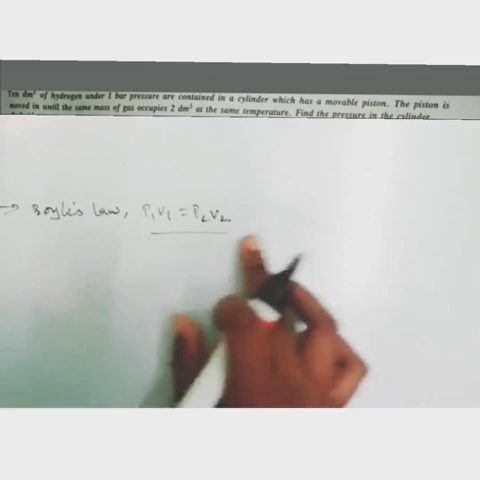 Ten dm³ of hydrogen under 1 bar pressure are contained in a cylinder which has a movable piston. The piston is
moved in until the same mass of gas occupies 2 dm³ at the same temperature. Find the pressure in the cylinder
→ Boyle's Law, P₁V₁ = P₂V₂